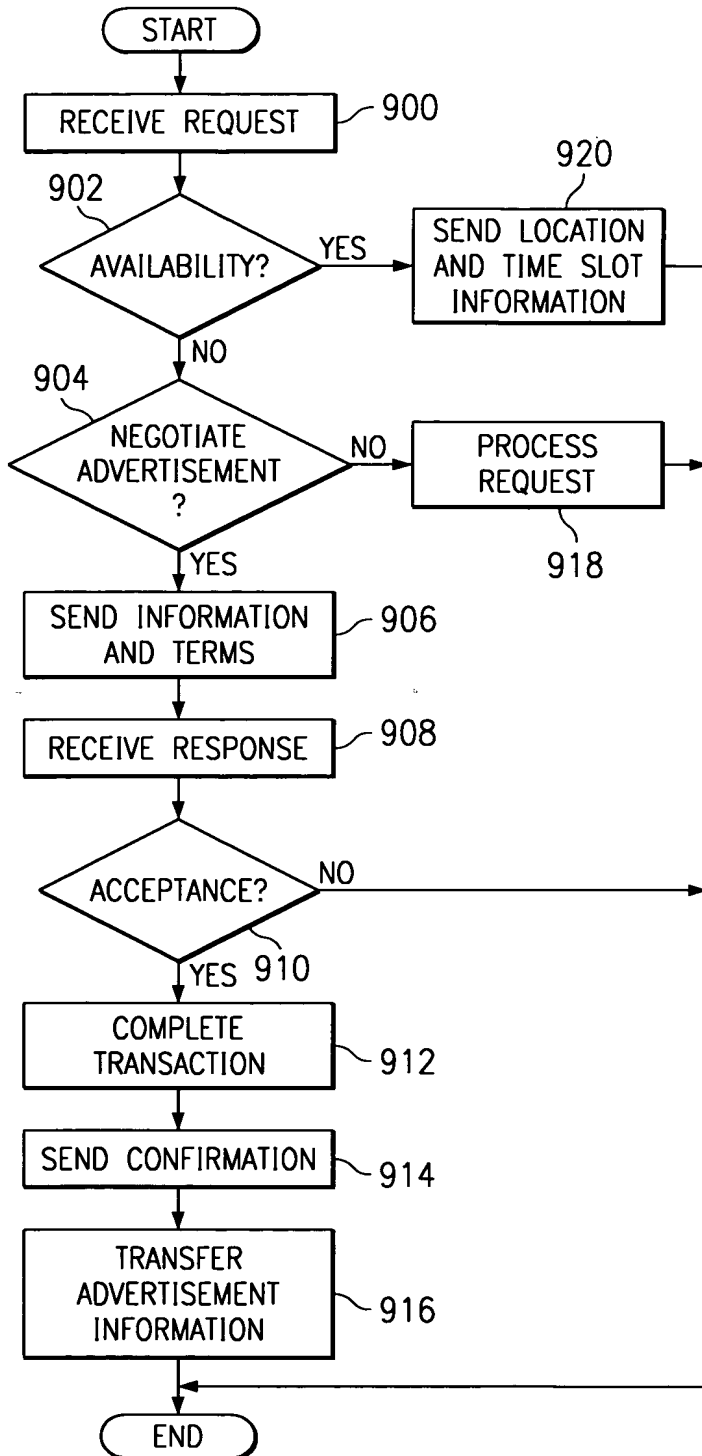 START
RECEIVE REQUEST
900
902
AVAILABILITY?
YES
920
SEND LOCATION
AND TIME SLOT
INFORMATION
NO
904
NEGOTIATE
ADVERTISEMENT
?
NO
PROCESS
REQUEST
918
YES
SEND INFORMATION
AND TERMS
906
RECEIVE RESPONSE
908
ACCEPTANCE?
NO
910
YES
COMPLETE
TRANSACTION
912
SEND CONFIRMATION
914
TRANSFER
ADVERTISEMENT
INFORMATION
916
END